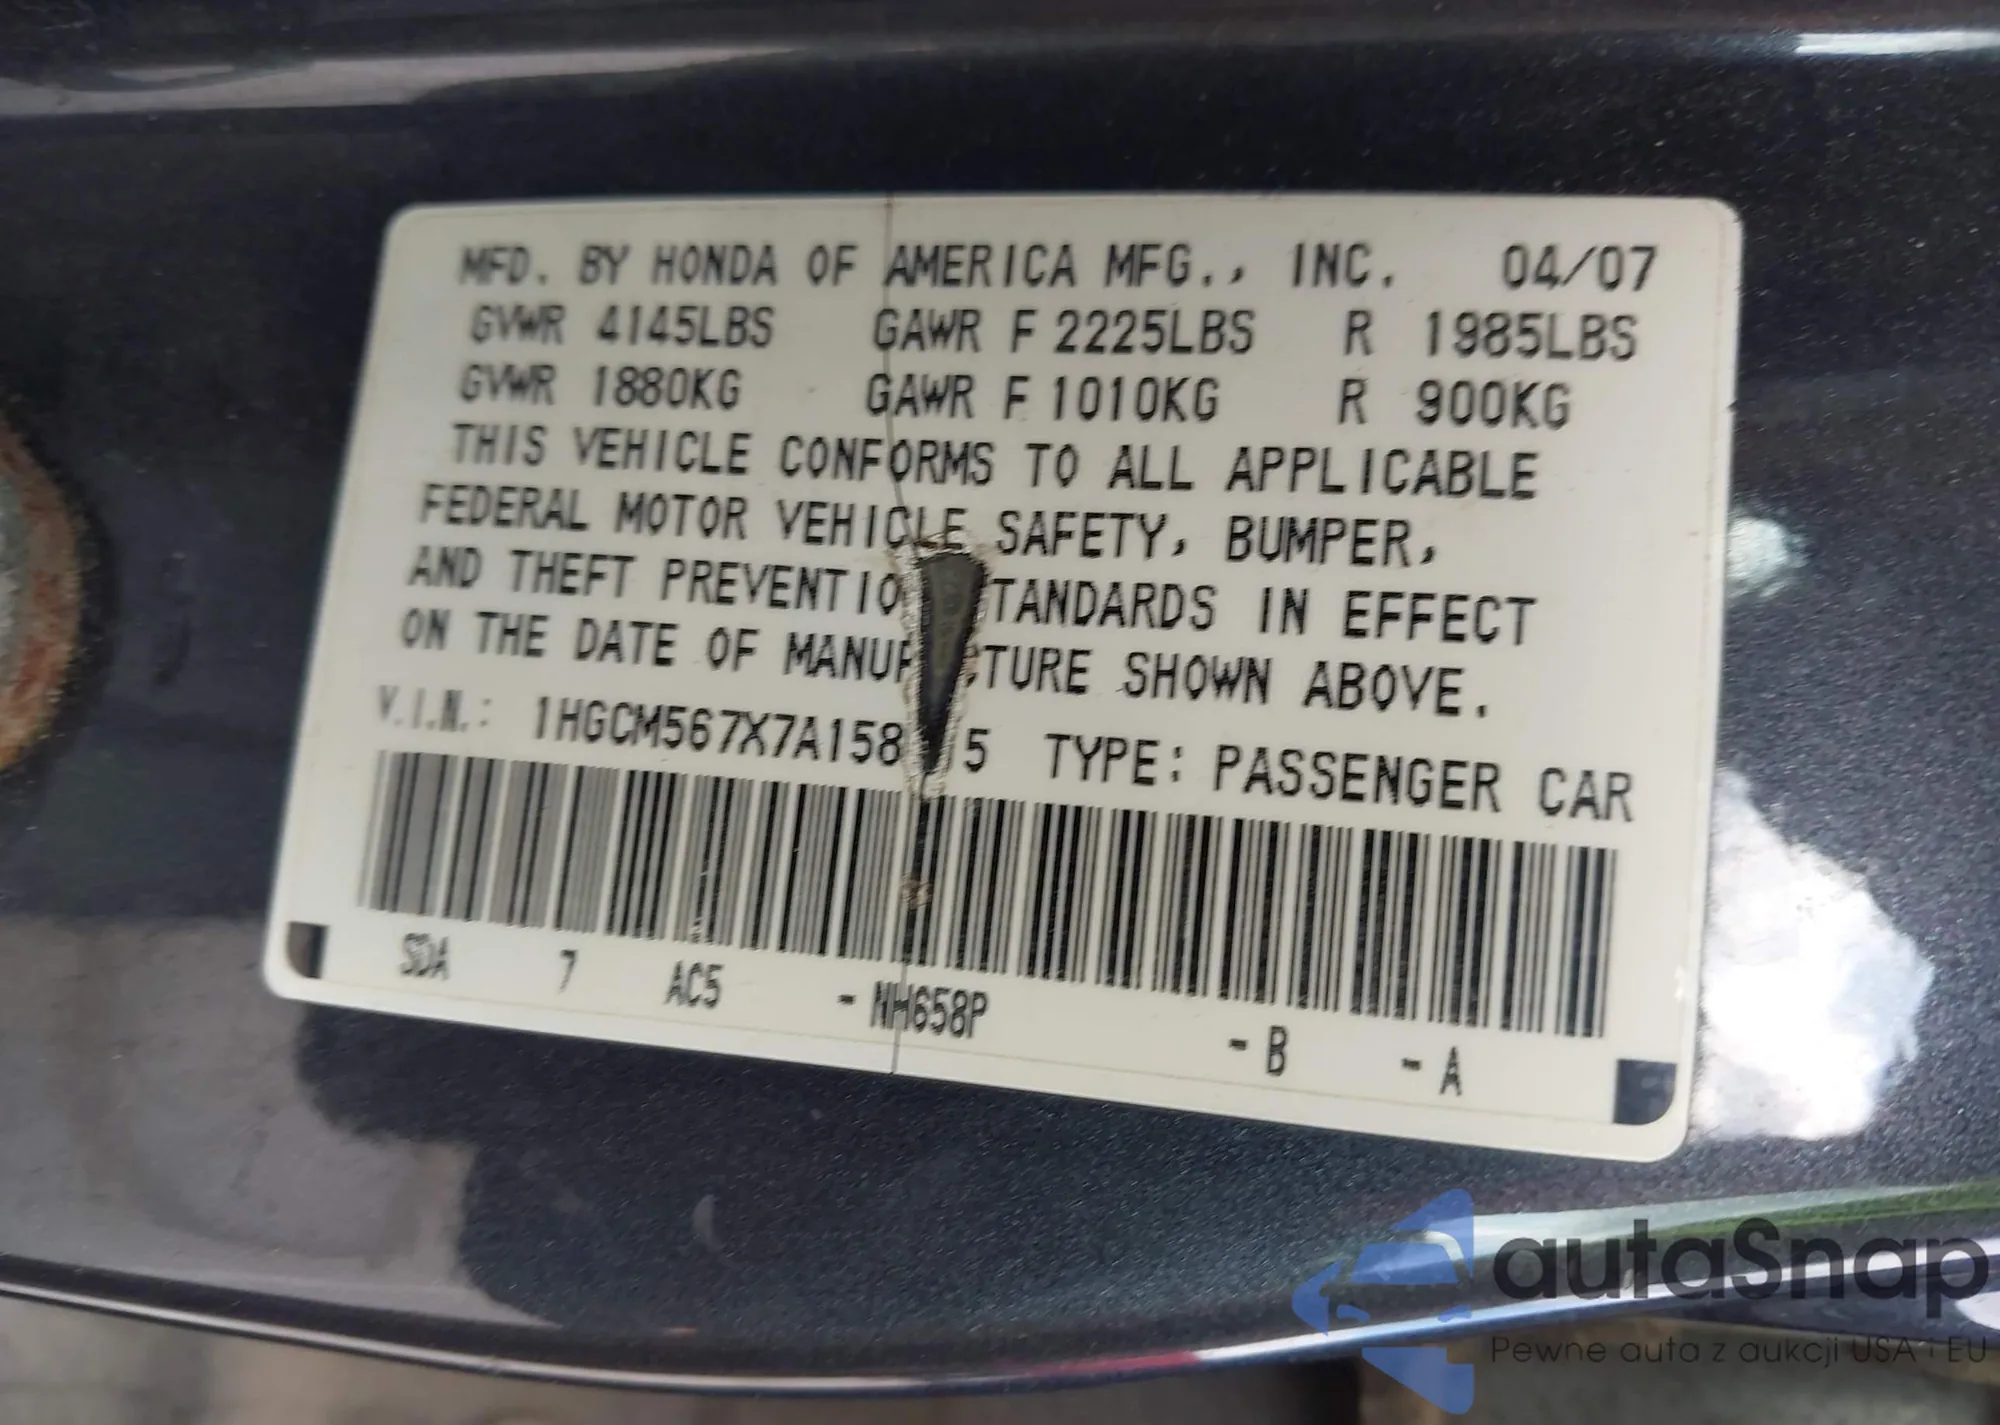 MFD. BY HONDA OF AMERICA MFG., INC. 04/07
GVWR 4145LBS GAWR F 2225LBS R 1985LBS
GVWR 1880KG GAWR F 1010KG R 900KG
THIS VEHICLE CONFORMS TO ALL APPLICABLE
FEDERAL MOTOR VEHICLE SAFETY, BUMPER,
AND THEFT PREVENTIO TANDARDS IN EFFECT
ON THE DATE OF MANUF CTURE SHOWN ABOVE.
V.I.N.: 1HGCM567X7A158 5 TYPE: PASSENGER CAR
SDA 7 AC5 - NH658P - B - A
autaSnap
Pewne auta z aukcji USA i EU